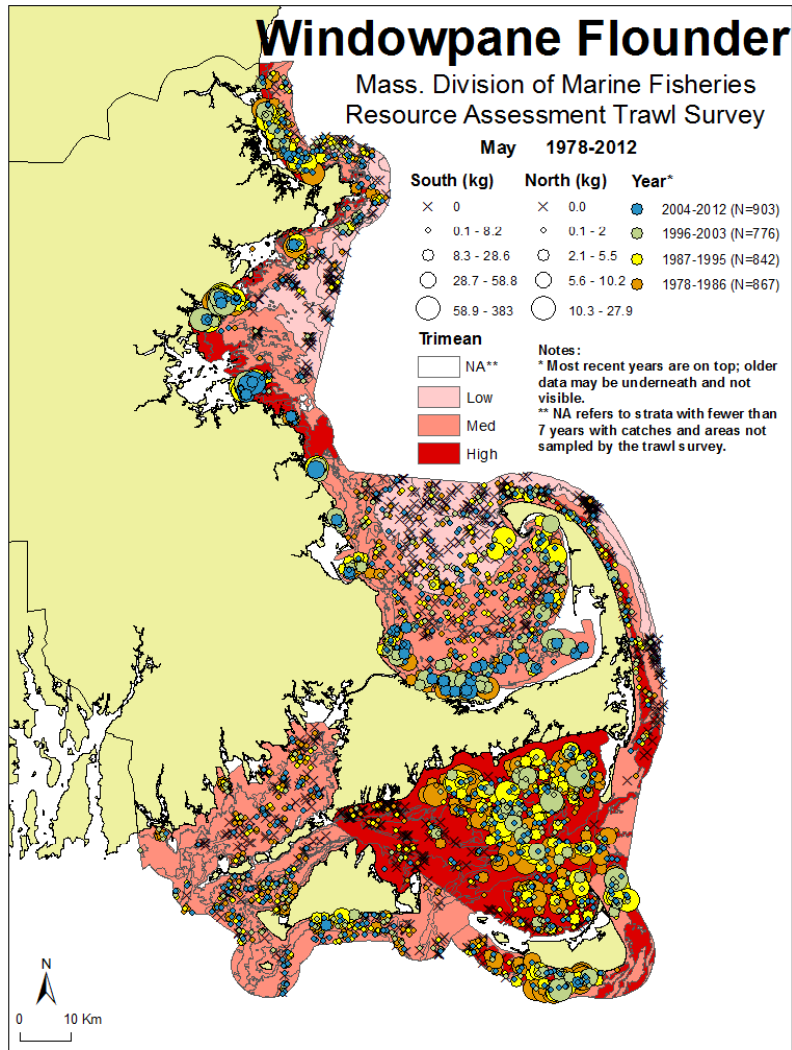 Windowpane Flounder
Mass. Division of Marine Fisheries
Resource Assessment Trawl Survey
May 1978-2012
South (kg) North (kg) Year*
0 0.0 2004-2012 (N=903)
0.1 - 8.2 0.1 - 2 1996-2003 (N=776)
8.3 - 28.6 2.1 - 5.5 1987-1995 (N=842)
28.7 - 58.8 5.6 - 10.2 1978-1986 (N=867)
58.9 - 383 10.3 - 27.9
Trimean
NA**
Low
Med
High
Notes:
* Most recent years are on top; older
data may be underneath and not
visible.
** NA refers to strata with fewer than
7 years with catches and areas not
sampled by the trawl survey.
N
0 10 Km